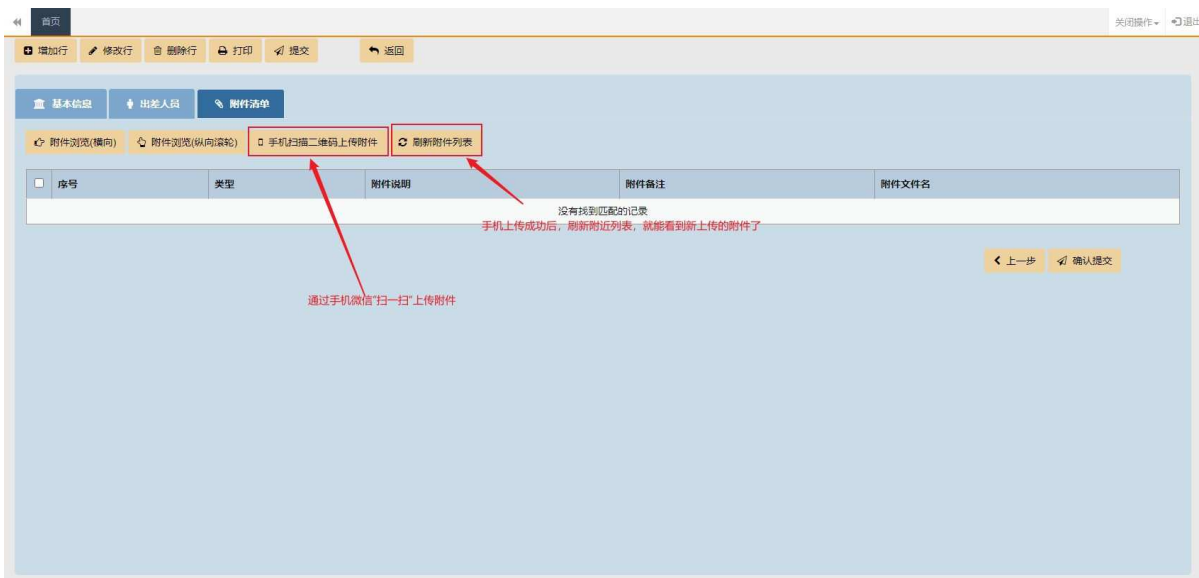 首页 关闭操作 退出
增加行 修改行 删除行 打印 提交 返回
基本信息 出差人员 附件清单
附件浏览(横向) 附件浏览(纵向滚轮) 手机扫描二维码上传附件 刷新附件列表
序号 类型 附件说明 附件备注 附件文件名
没有找到匹配的记录
手机上传成功后，刷新附近列表，就能看到新上传的附件了
上一步 确认提交
通过手机微信"扫一扫"上传附件